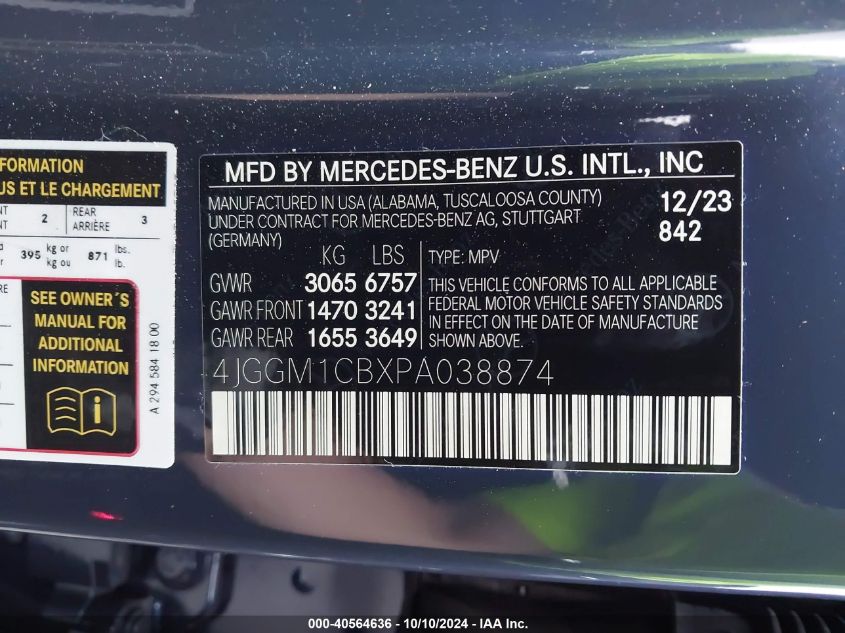 FORMATION
US ET LE CHARGEMENT
2 REAR ARRIÈRE 3
395 kg or kg ou 871 lbs. lb.
SEE OWNER´S
MANUAL FOR
ADDITIONAL
INFORMATION
A 294 584 18 00
MFD BY MERCEDES-BENZ U.S. INTL., INC
MANUFACTURED IN USA (ALABAMA, TUSCALOOSA COUNTY)
UNDER CONTRACT FOR MERCEDES-BENZ AG, STUTTGART
(GERMANY)
12/23
842
KG LBS
GVWR 3065 6757
GAWR FRONT 1470 3241
GAWR REAR 1655 3649
TYPE: MPV
THIS VEHICLE CONFORMS TO ALL APPLICABLE
FEDERAL MOTOR VEHICLE SAFETY STANDARDS
IN EFFECT ON THE DATE OF MANUFACTURE
SHOWN ABOVE.
4JGGM1CBXPA038874
000-40564636 - 10/10/2024 - IAA Inc.